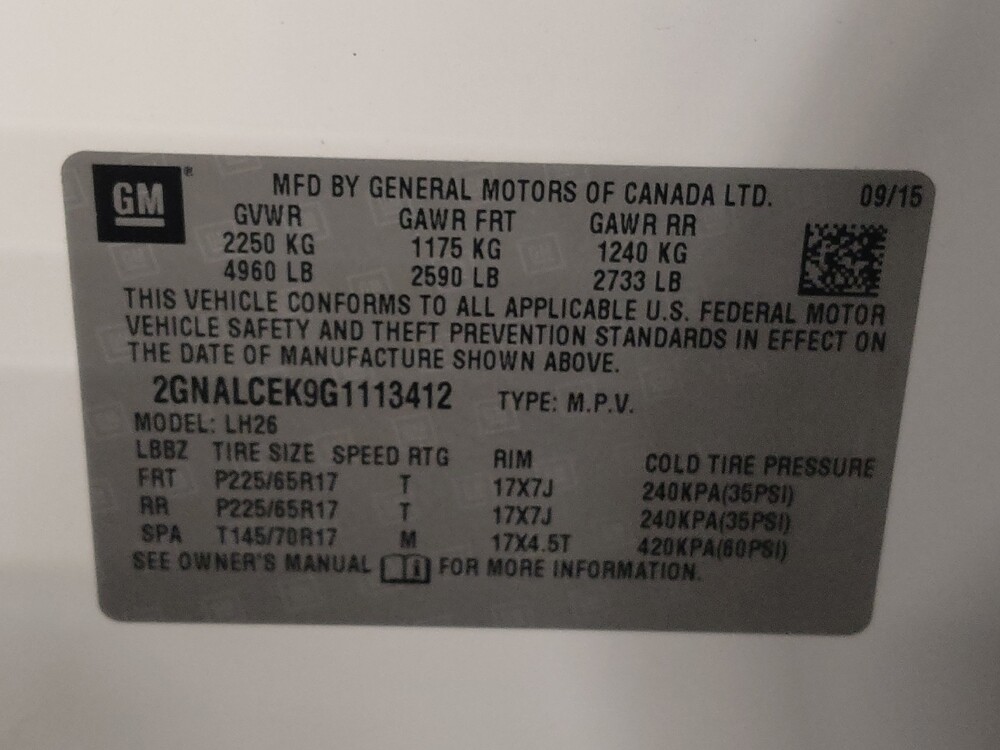 GM ® MFD BY GENERAL MOTORS OF CANADA LTD. 09/15
GVWR GAWR FRT GAWR RR
2250 KG 1175 KG 1240 KG
4960 LB 2590 LB 2733 LB
THIS VEHICLE CONFORMS TO ALL APPLICABLE U.S. FEDERAL MOTOR
VEHICLE SAFETY AND THEFT PREVENTION STANDARDS IN EFFECT ON
THE DATE OF MANUFACTURE SHOWN ABOVE.
2GNALCEK9G1113412 TYPE: M.P.V.
MODEL: LH26
LBBZ TIRE SIZE SPEED RTG RIM COLD TIRE PRESSURE
FRT P225/65R17 T 17X7J 240KPA(35PSI)
RR P225/65R17 T 17X7J 240KPA(35PSI)
SPA T145/70R17 M 17X4.5T 420KPA(60PSI)
SEE OWNER'S MANUAL i FOR MORE INFORMATION.